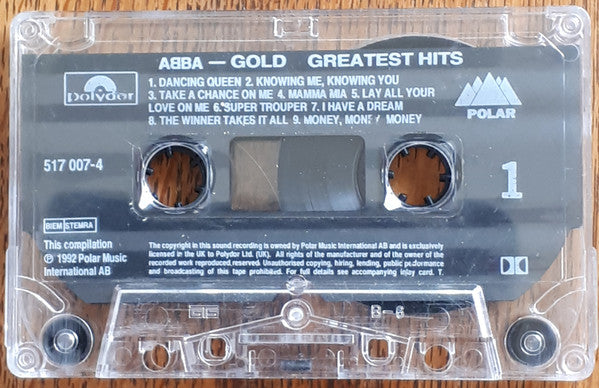 ABBA — GOLD GREATEST HITS
Polydor
1. DANCING QUEEN 2. KNOWING ME, KNOWING YOU
3. TAKE A CHANCE ON ME 4. MAMMA MIA 5. LAY ALL YOUR
LOVE ON ME 6. SUPER TROUPER 7. I HAVE A DREAM
8. THE WINNER TAKES IT ALL 9. MONEY, MONEY MONEY
POLAR
517 007-4
1
BIEM STEMRA
This compilation
℗ 1992 Polar Music
International AB
The copyright in this sound recording is owned by Polar Music International AB and is exclusively
licensed in the UK to Polydor Ltd. (UK). All rights of the manufacturer and of the owner of the
recorded work reproduced reserved. Unauthorised copying, hiring, lending, public performance
and broadcasting of this tape prohibited. For full details see accompanying inlay card. T.